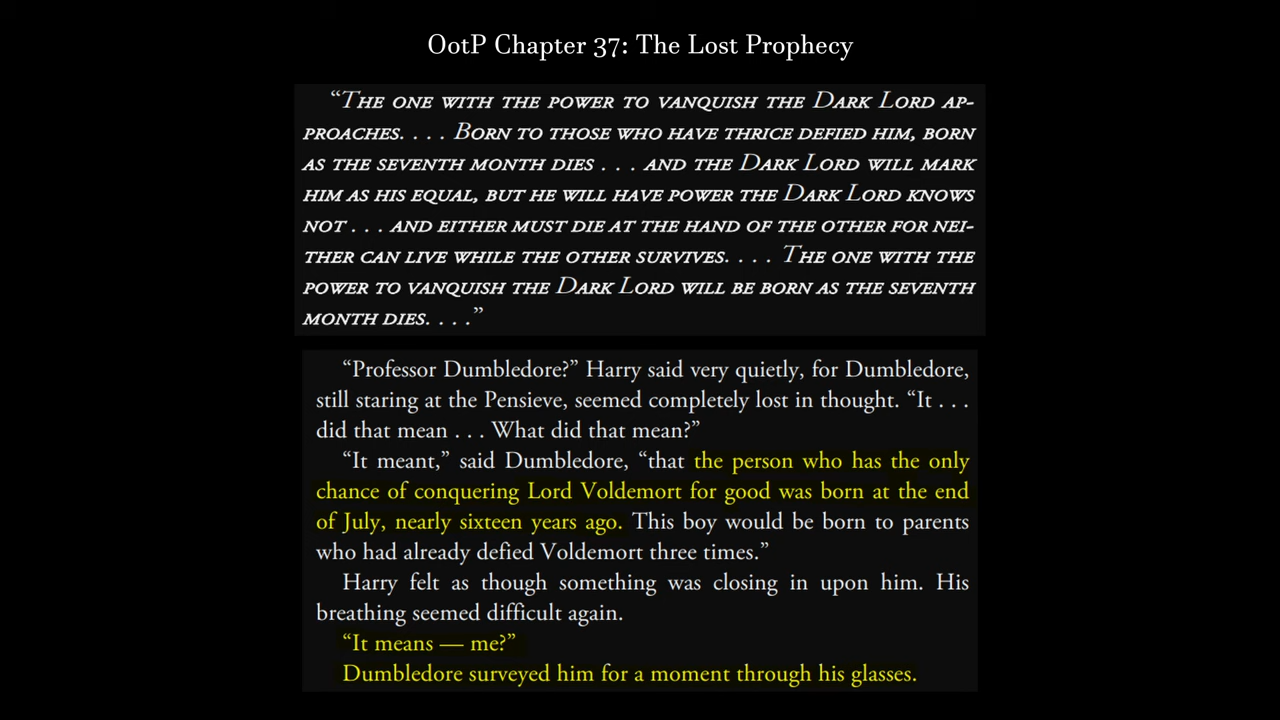 OotP Chapter 37: The Lost Prophecy
“THE ONE WITH THE POWER TO VANQUISH THE DARK LORD AP-
PROACHES. . . . BORN TO THOSE WHO HAVE THRICE DEFIED HIM, BORN
AS THE SEVENTH MONTH DIES . . . AND THE DARK LORD WILL MARK
HIM AS HIS EQUAL, BUT HE WILL HAVE POWER THE DARK LORD KNOWS
NOT . . . AND EITHER MUST DIE AT THE HAND OF THE OTHER FOR NEI-
THER CAN LIVE WHILE THE OTHER SURVIVES. . . . THE ONE WITH THE
POWER TO VANQUISH THE DARK LORD WILL BE BORN AS THE SEVENTH
MONTH DIES. . . .”
“Professor Dumbledore?” Harry said very quietly, for Dumbledore,
still staring at the Pensieve, seemed completely lost in thought. “It . . .
did that mean . . . What did that mean?”
“It meant,” said Dumbledore, “that the person who has the only
chance of conquering Lord Voldemort for good was born at the end
of July, nearly sixteen years ago. This boy would be born to parents
who had already defied Voldemort three times.”
Harry felt as though something was closing in upon him. His
breathing seemed difficult again.
“It means — me?”
Dumbledore surveyed him for a moment through his glasses.